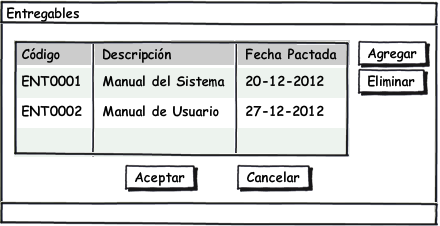 Entregables
Código Descripción Fecha Pactada Agregar
ENT0001 Manual del Sistema 20-12-2012 Eliminar
ENT0002 Manual de Usuario 27-12-2012
Aceptar Cancelar